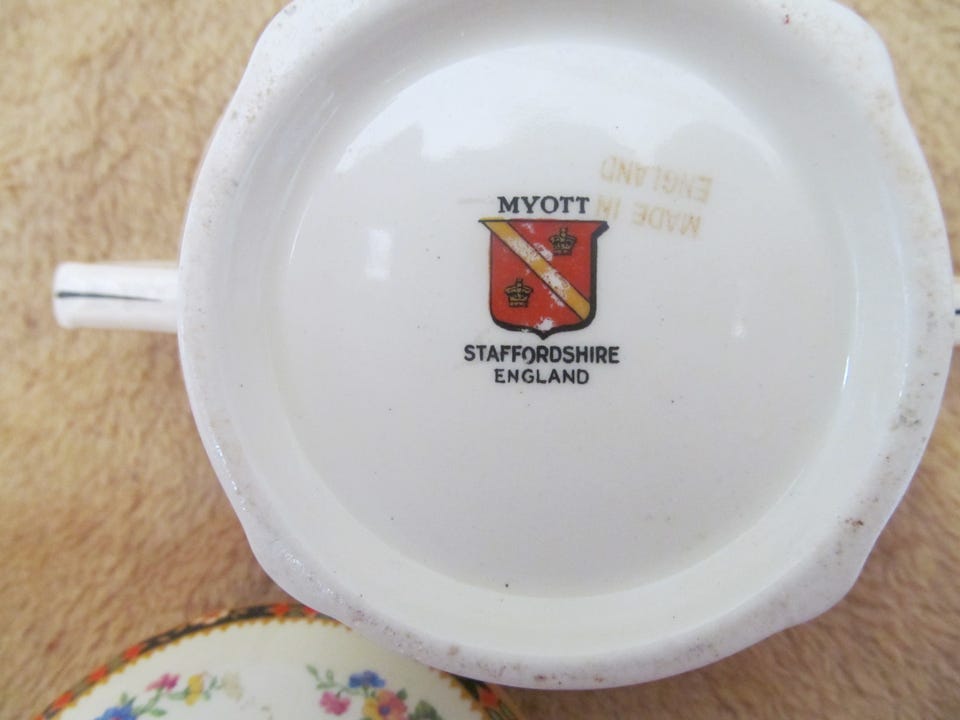 MYOTT
STAFFORDSHIRE
ENGLAND
MADE IN
ENGLAND